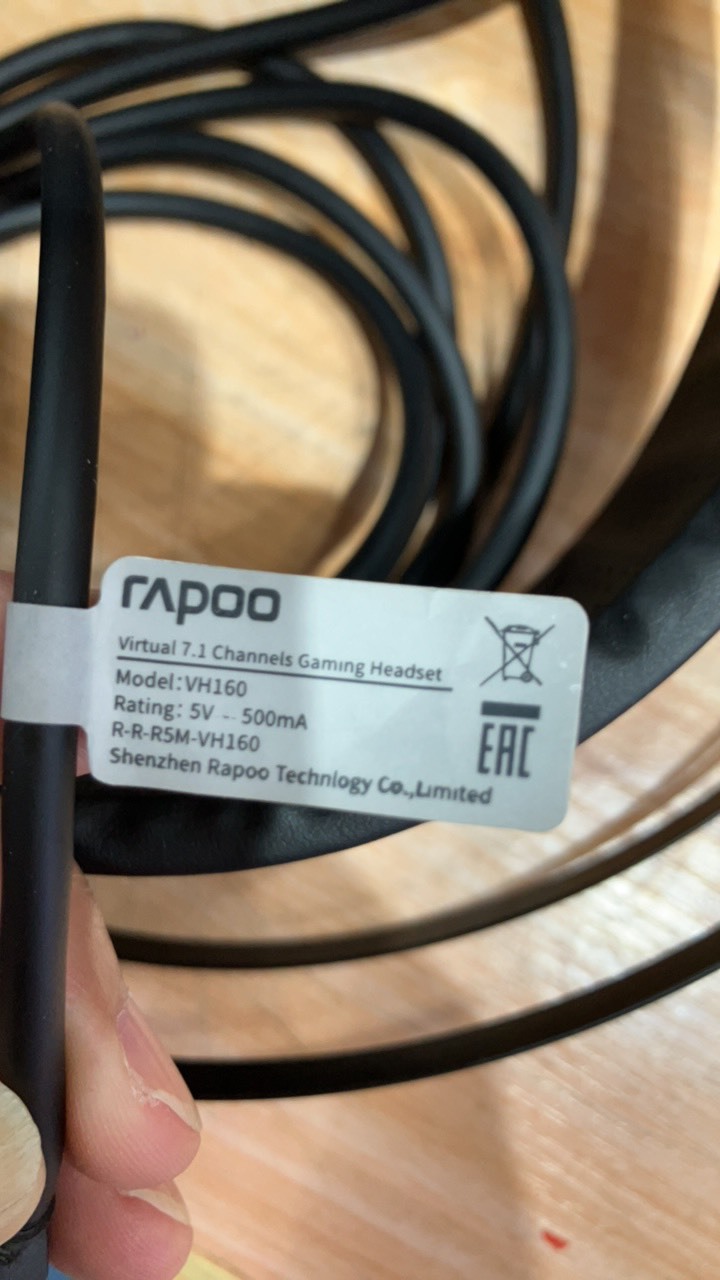 rapoo
Virtual 7.1 Channels Gaming Headset
Model:VH160
Rating: 5V -- 500mA
R-R-R5M-VH160
Shenzhen Rapoo Technlogy Co.,Limited
EAC